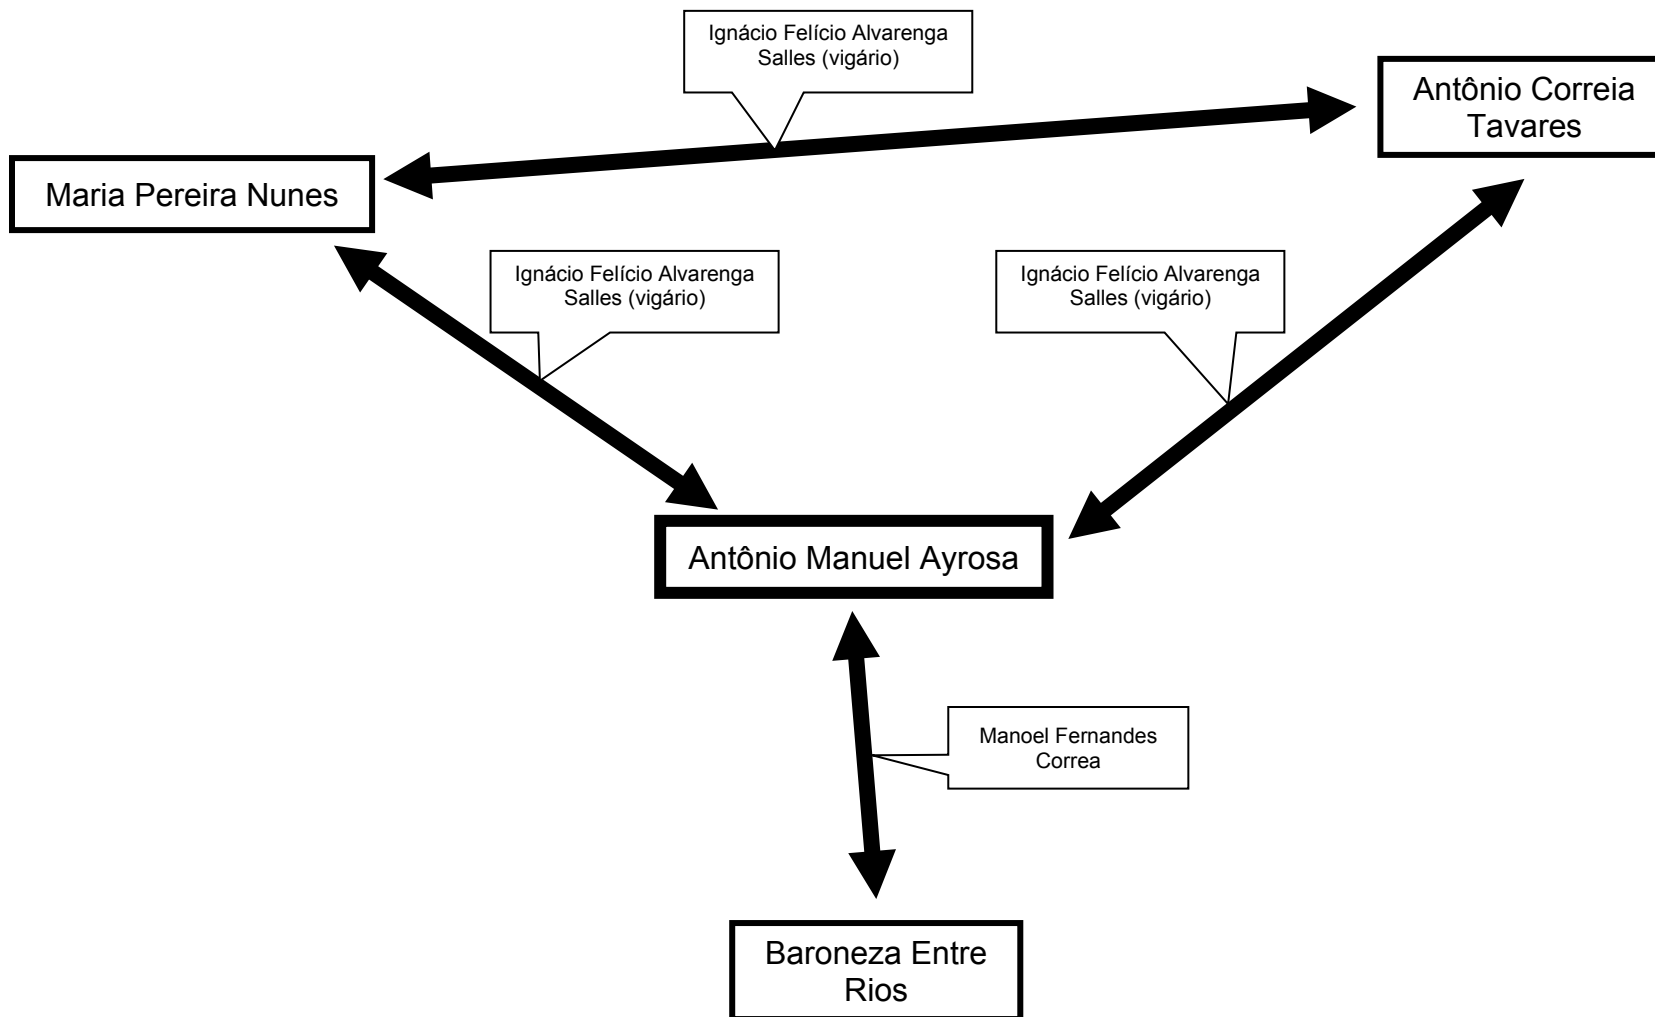 Ignácio Felício Alvarenga
Salles (vigário)
Antônio Correia
Tavares
Maria Pereira Nunes
Ignácio Felício Alvarenga
Salles (vigário)
Ignácio Felício Alvarenga
Salles (vigário)
Antônio Manuel Ayrosa
Manoel Fernandes
Correa
Baroneza Entre
Rios